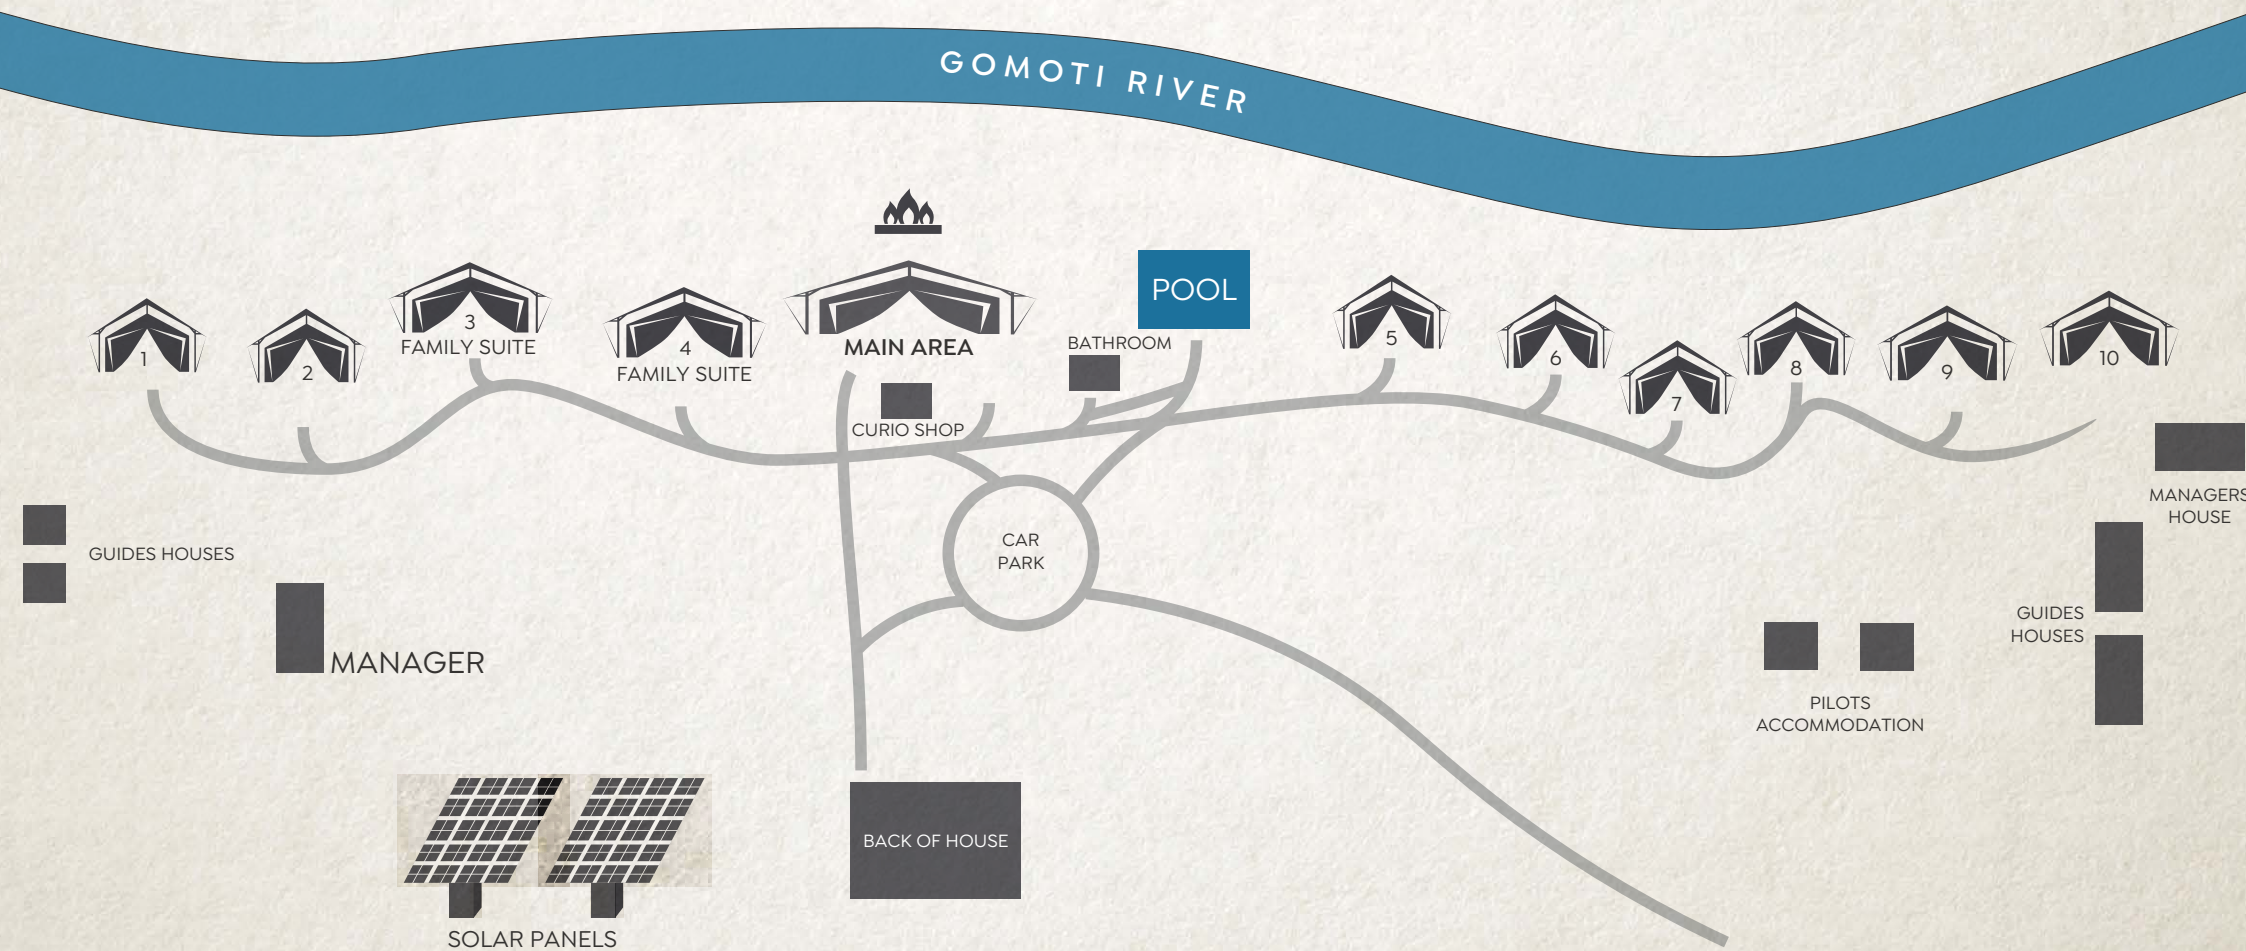 GOMOTI RIVER
POOL
3
FAMILY SUITE
4
FAMILY SUITE
MAIN AREA
BATHROOM
1
2
5
6
7
8
9
10
CURIO SHOP
MANAGERS
HOUSE
GUIDES HOUSES
CAR
PARK
GUIDES
HOUSES
MANAGER
PILOTS
ACCOMMODATION
BACK OF HOUSE
SOLAR PANELS